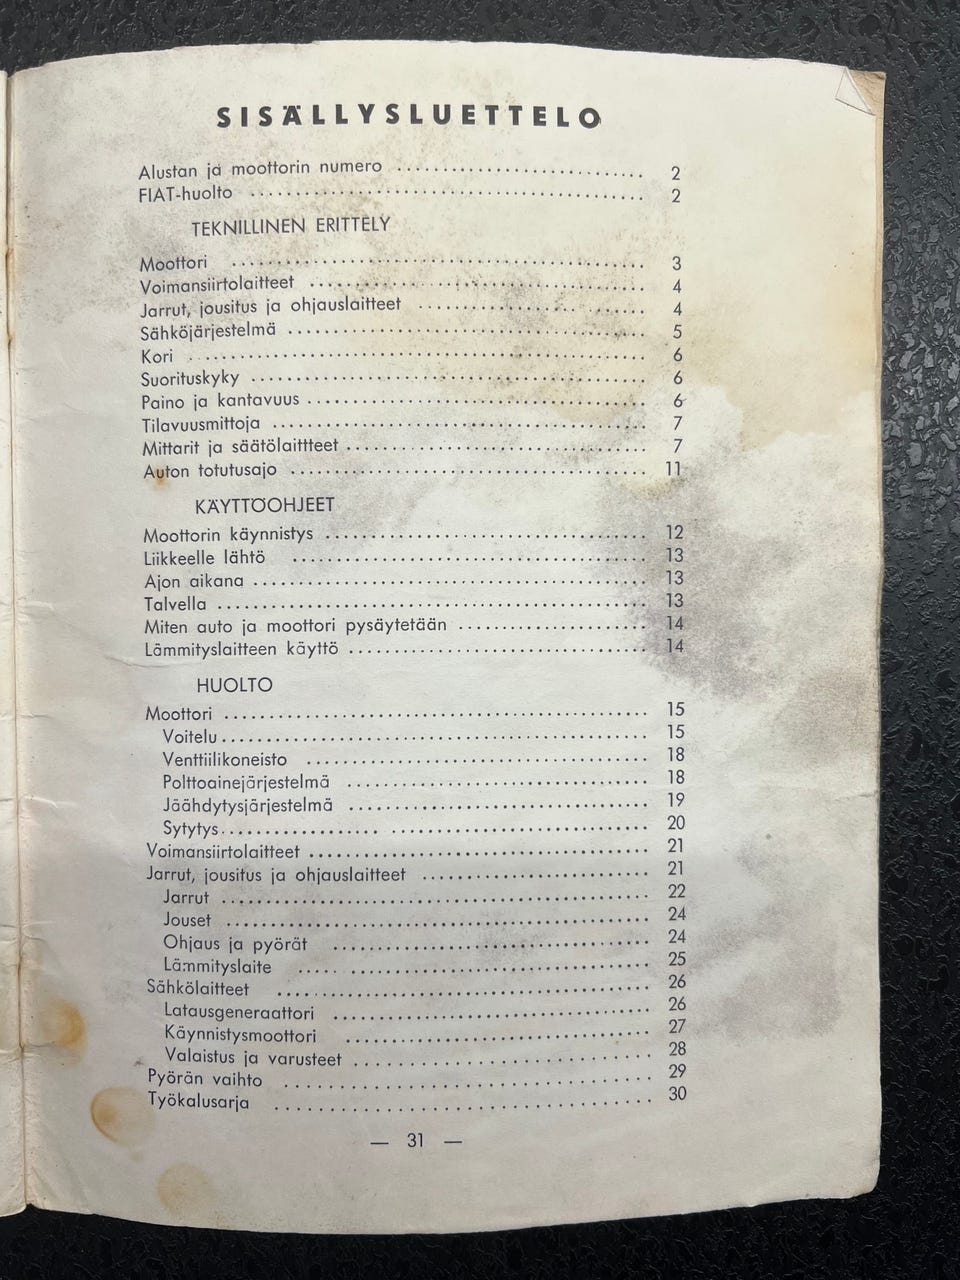 SISÄLLYSLUETTELO
Alustan ja moottorin numero .......................... 2
FIAT-huolto .......................... 2
TEKNILLINEN ERITTELY
Moottori .......................... 3
Voimansiirtolaitteet .......................... 4
Jarrut, jousitus ja ohjauslaitteet .......................... 4
Sähköjärjestelmä .......................... 5
Kori .......................... 6
Suorituskyky .......................... 6
Paino ja kantavuus .......................... 6
Tilavuusmittoja .......................... 7
Mittarit ja säätölaittteet .......................... 7
Auton totutusajo .......................... 11
KÄYTTÖOHJEET
Moottorin käynnistys .......................... 12
Liikkeelle lähtö .......................... 13
Ajon aikana .......................... 13
Talvella .......................... 13
Miten auto ja moottori pysäytetään .......................... 14
Lämmityslaitteen käyttö .......................... 14
HUOLTO
Moottori .......................... 15
Voitelu .......................... 15
Venttiilikoneisto .......................... 18
Polttoainejärjestelmä .......................... 18
Jäähdytysjärjestelmä .......................... 19
Sytytys .......................... 20
Voimansiirtolaitteet .......................... 21
Jarrut, jousitus ja ohjauslaitteet .......................... 21
Jarrut .......................... 22
Jouset .......................... 24
Ohjaus ja pyörät .......................... 24
Lämmityslaite .......................... 25
Sähkölaitteet .......................... 26
Latausgeneraattori .......................... 26
Käynnistysmoottori .......................... 27
Valaistus ja varusteet .......................... 28
Pyörän vaihto .......................... 29
Työkalusarja .......................... 30
— 31 —